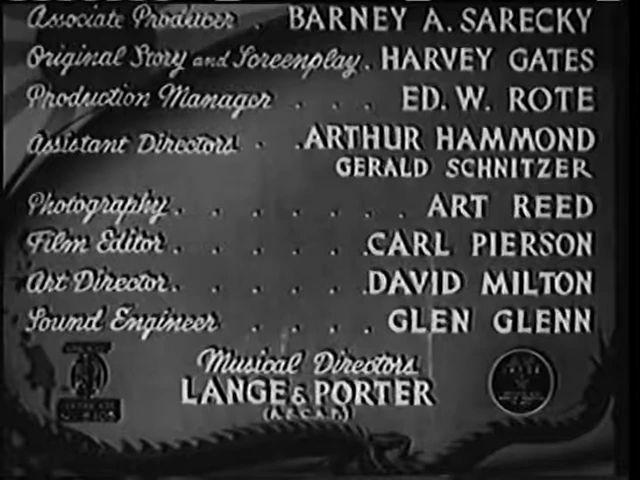 Associate Producer . BARNEY A. SARECKY
Original Story and Screenplay . HARVEY GATES
Production Manager . . . ED. W. ROTE
Assistant Directors . . ARTHUR HAMMOND
GERALD SCHNITZER
Photography . . . . . . . ART REED
Film Editor . . . . . . CARL PIERSON
Art Director . . . . . . DAVID MILTON
Sound Engineer . . . . GLEN GLENN
Musical Directors
LANGE & PORTER
(A.S.C.A.P.)